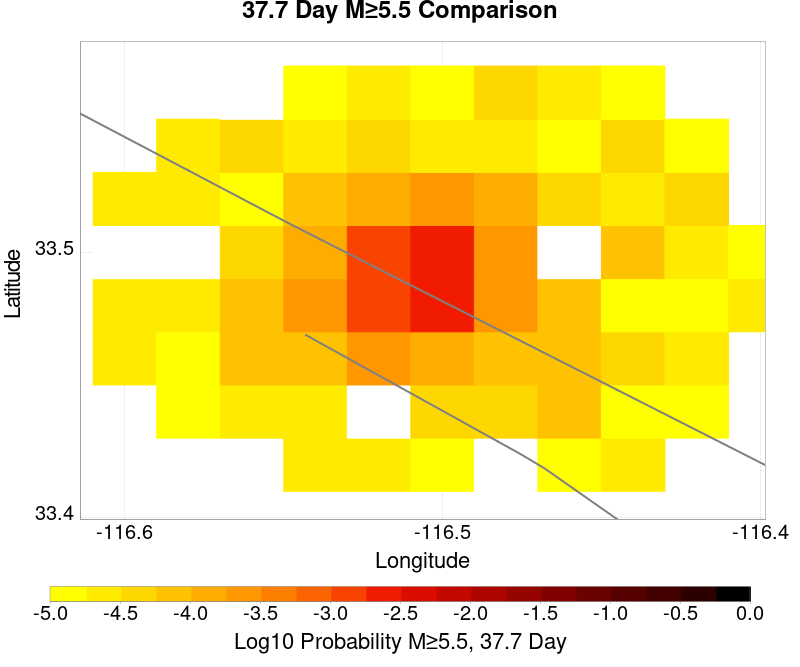 37.7 Day M≥5.5 Comparison
Latitude
33.5
33.4
-116.6 -116.5 -116.4
Longitude
-5.0 -4.5 -4.0 -3.5 -3.0 -2.5 -2.0 -1.5 -1.0 -0.5 0.0
Log10 Probability M≥5.5, 37.7 Day